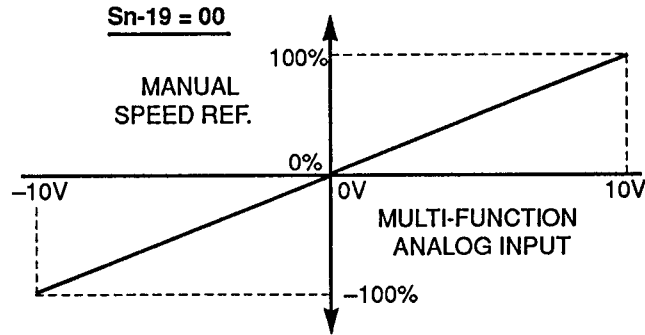 Sn-19 = 00
100%
MANUAL
SPEED REF.
0%
–10V
0V
10V
MULTI-FUNCTION
ANALOG INPUT
–100%